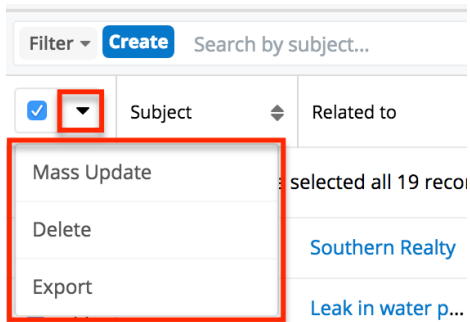 Filter Create Search by subject...
Subject Related to
Mass Update
selected all 19 recor
Delete
Southern Realty
Export
Leak in water p...